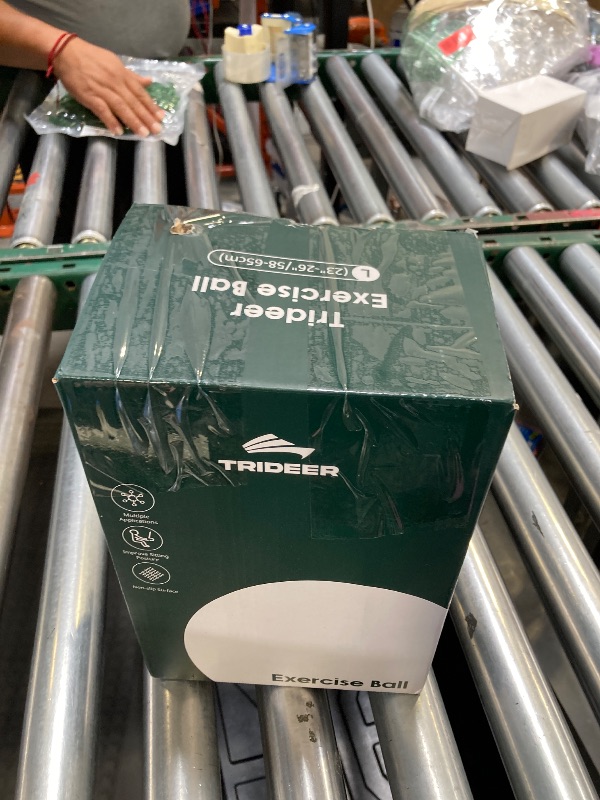 Trideer
Exercise Ball
L (23"-26"/58-65cm)
TRIDEER
Multiple
Applications
Improve Sitting
Posture
Non-slip Surface
Exercise Ball